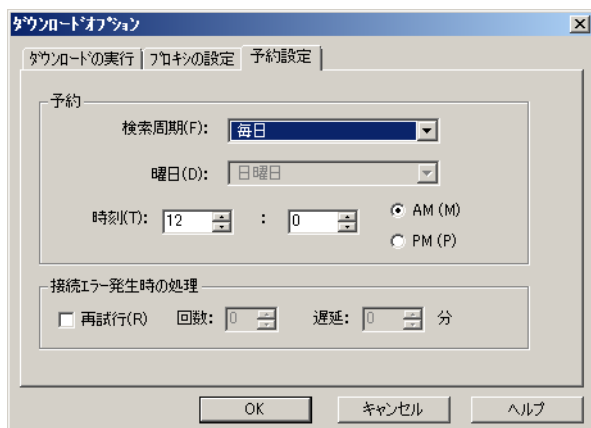 ﾀﾞｳﾝﾛｰﾄﾞｵﾌﾟｼｮﾝ
ﾀﾞｳﾝﾛｰﾄﾞの実行 ﾌﾟﾛｷｼの設定 予約設定
予約
検索周期(F): 毎日
曜日(D): 日曜日
時刻(T): 12 : 0 AM (M)
PM (P)
接続ｴﾗｰ発生時の処理
再試行(R) 回数: 0 遅延: 0 分
OK ｷｬﾝｾﾙ ヘルプ